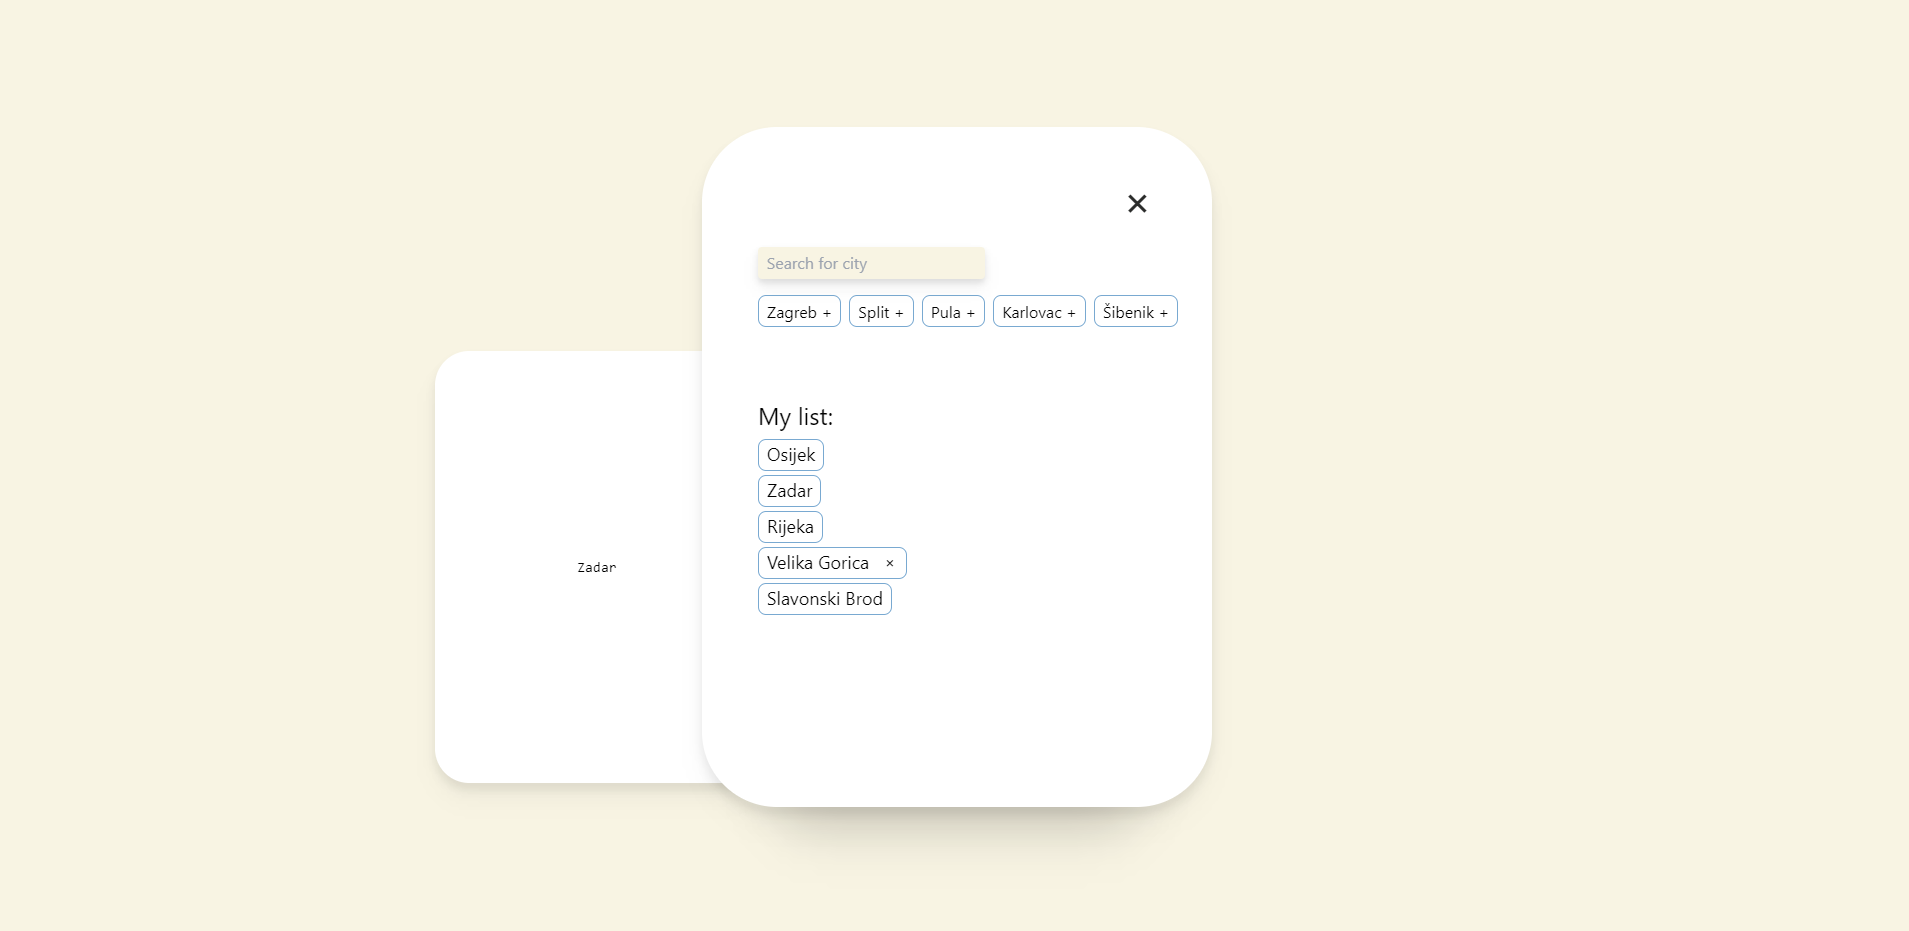 ✕
Search for city
Zagreb + Split + Pula + Karlovac + Šibenik +
My list:
Osijek
Zadar
Rijeka
Velika Gorica ×
Zadar
Slavonski Brod